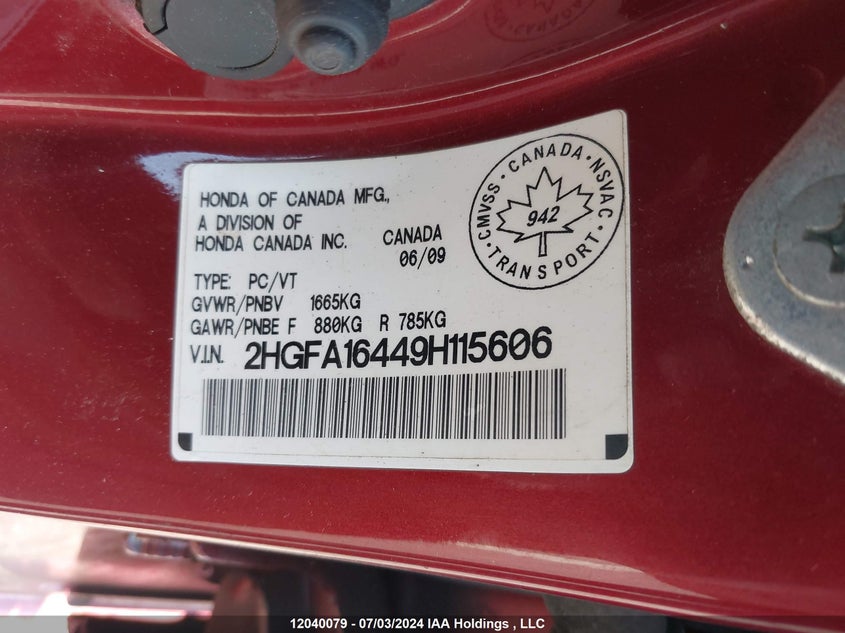 HONDA OF CANADA MFG.,
A DIVISION OF
HONDA CANADA INC. CANADA
06/09
CMVSS · CANADA · NSVAC · TRANSPORT ·
942
TYPE: PC/VT
GVWR/PNBV 1665KG
GAWR/PNBE F 880KG R 785KG
V.I.N. 2HGFA16449H115606
12040079 - 07/03/2024 IAA Holdings , LLC